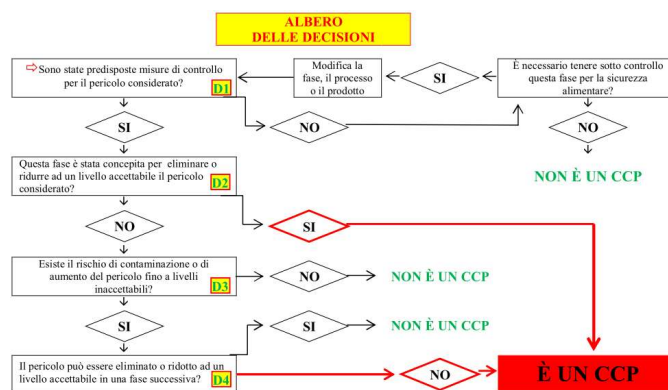 ALBERO
DELLE DECISIONI
⇨Sono state predisposte misure di controllo
per il pericolo considerato?
D1
Modifica la
fase, il processo
o il prodotto
SI
È necessario tenere sotto controllo
questa fase per la sicurezza
alimentare?
SI
NO
NO
Questa fase è stata concepita per eliminare o
ridurre ad un livello accettabile il pericolo
considerato?
D2
NON È UN CCP
NO
SI
Esiste il rischio di contaminazione o di
aumento del pericolo fino a livelli
inaccettabili?
D3
NO
NON È UN CCP
SI
SI
NON È UN CCP
Il pericolo può essere eliminato o ridotto ad un
livello accettabile in una fase successiva?
D4
NO
È UN CCP